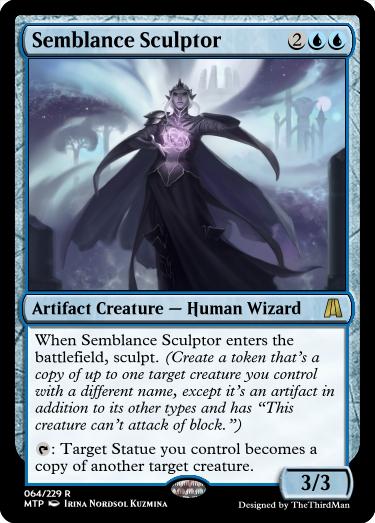 Semblance Sculptor 2
Artifact Creature — Human Wizard
When Semblance Sculptor enters the
battlefield, sculpt. (Create a token that's a
copy of up to one target creature you control
with a different name, except it's an artifact in
addition to its other types and has “This
creature can't attack of block.”)
: Target Statue you control becomes a
copy of another target creature.
3/3
064/229 R
MTP Irina Nordsol Kuzmina
Designed by TheThirdMan